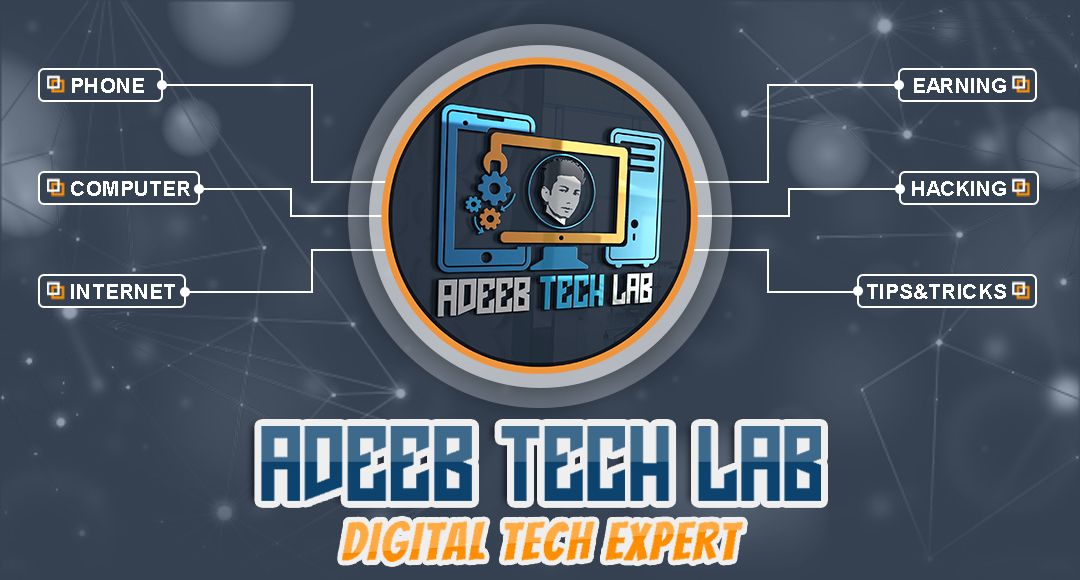 PHONE
EARNING
COMPUTER
HACKING
INTERNET
TIPS&TRICKS
ADEEB TECH LAB
ADEEB TECH LAB
DIGITAL TECH EXPERT